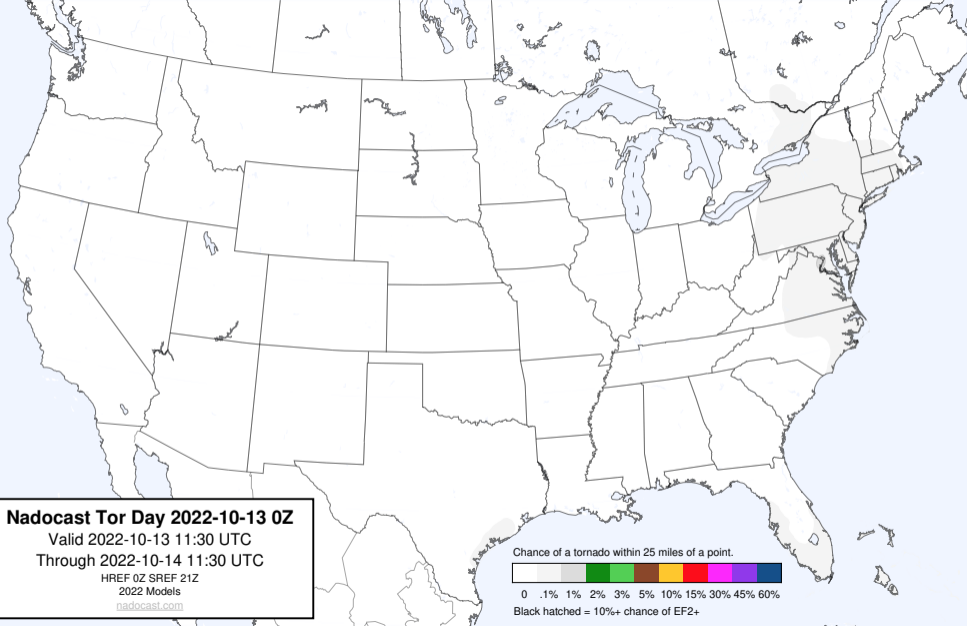 Nadocast Tor Day 2022-10-13 0Z
Valid 2022-10-13 11:30 UTC
Through 2022-10-14 11:30 UTC
HREF 0Z SREF 21Z
2022 Models
nadocast.com
Chance of a tornado within 25 miles of a point.
0 .1% 1% 2% 3% 5% 10% 15% 30% 45% 60%
Black hatched = 10%+ chance of EF2+